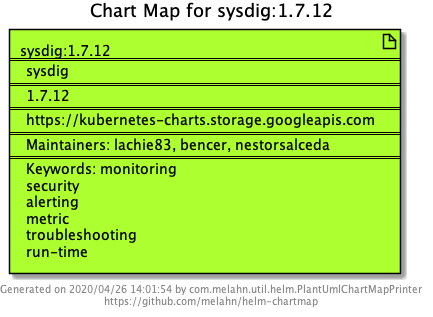 Chart Map for sysdig:1.7.12
sysdig:1.7.12
sysdig
1.7.12
https://kubernetes-charts.storage.googleapis.com
Maintainers: lachie83, bencer, nestorsalceda
Keywords: monitoring
security
alerting
metric
troubleshooting
run-time
Generated on 2020/04/26 14:01:54 by com.melahn.util.helm.PlantUmlChartMapPrinter
https://github.com/melahn/helm-chartmap